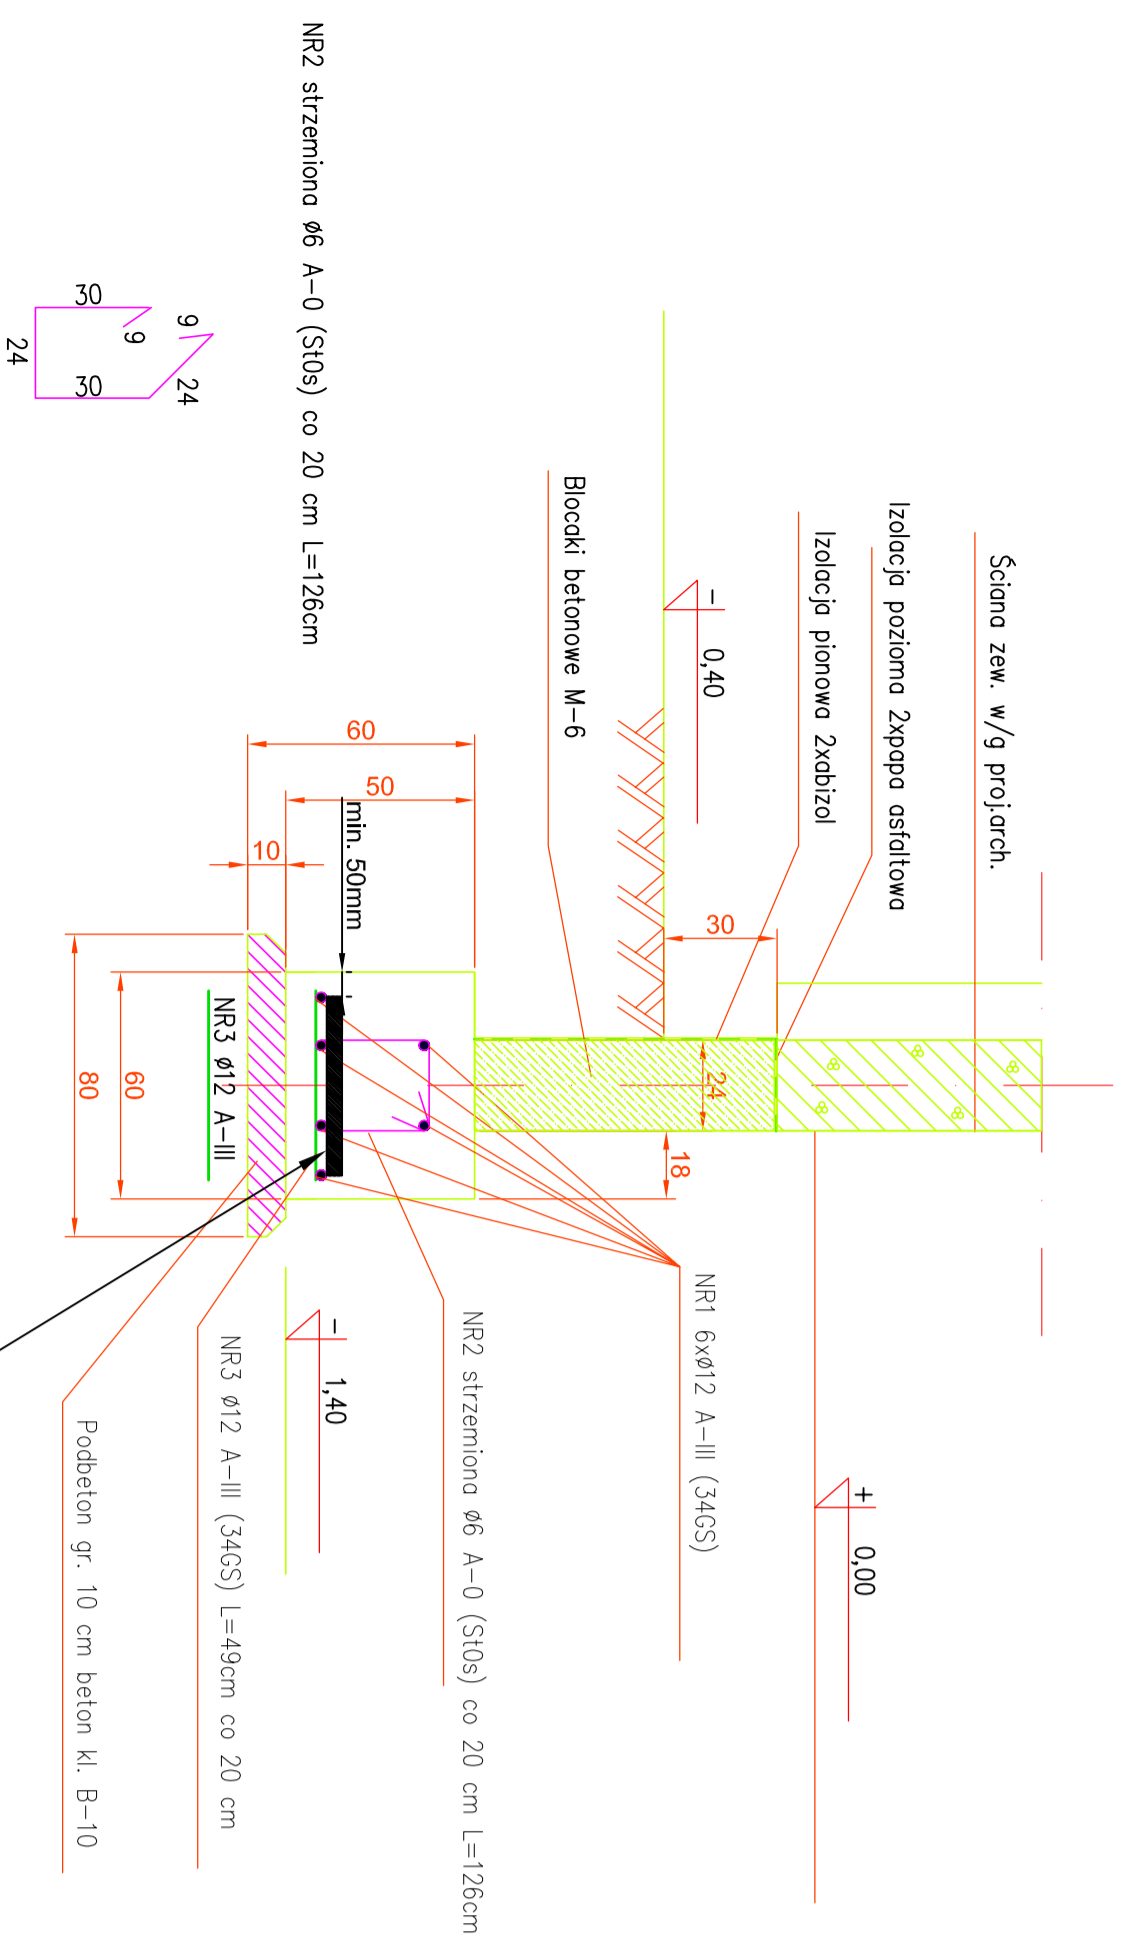 Ściana zew. w/g proj.arch.
Izolacja pozioma 2xpapa asfaltowa
Izolacja pionowa 2xabizol
+
0,00
30
-
0,40
24
18
Blocaki betonowe M-6
NR1 6xø12 A-III (34GS)
60
50
10
min. 50mm
NR2 strzemiona ø6 A-0 (St0s) co 20 cm L=126cm
-
1,40
NR2 strzemiona ø6 A-0 (St0s) co 20 cm L=126cm
NR3 ø12 A-III
NR3 ø12 A-III (34GS) L=49cm co 20 cm
60
80
Podbeton gr. 10 cm beton kl. B-10
9
24
9
30
30
24